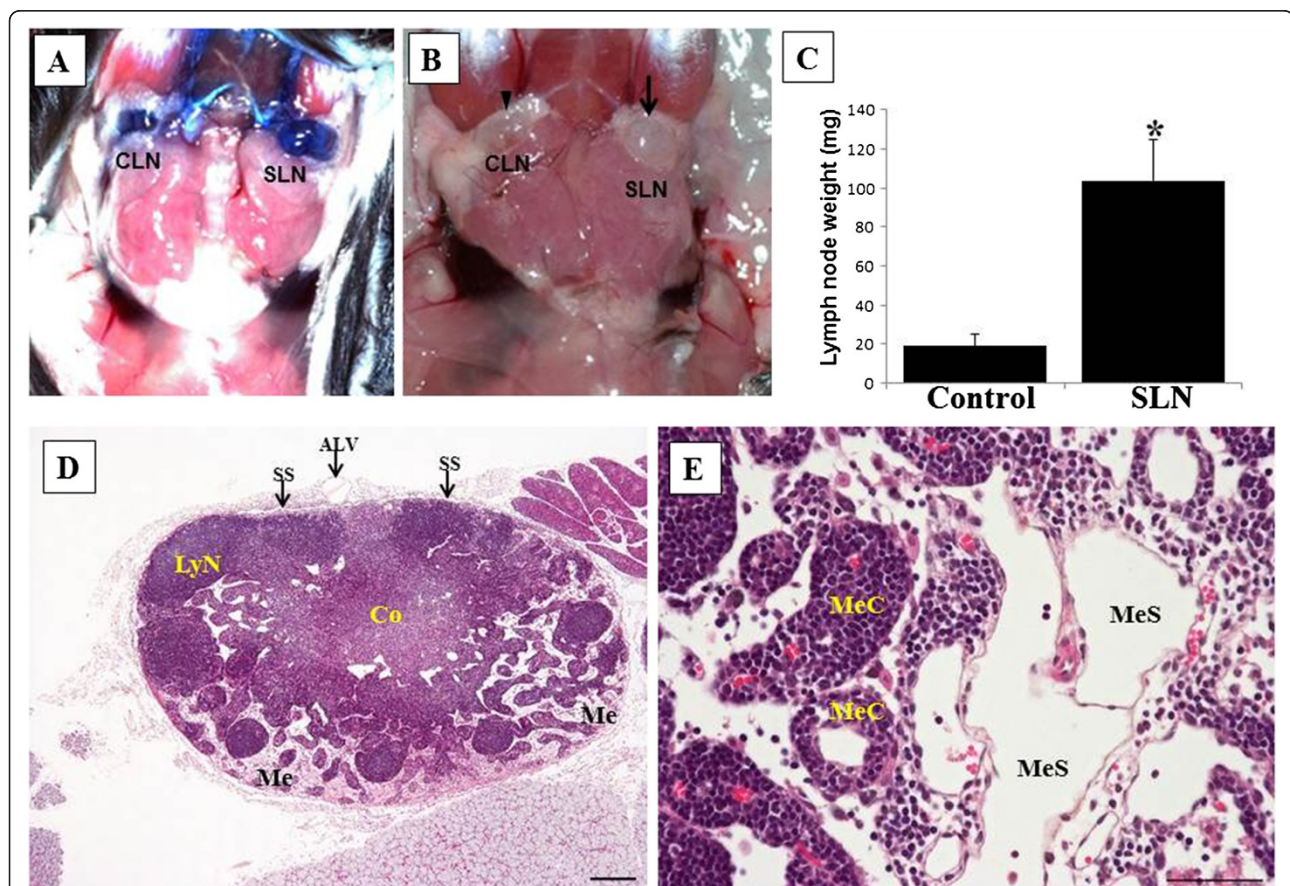 A
CLN
SLN
B
CLN
SLN
C
Lymph node weight (mg)
140
120
100
80
60
40
20
0
*
Control
SLN
D
ALV
SS
SS
LyN
Co
Me
Me
E
MeC
MeS
MeC
MeS